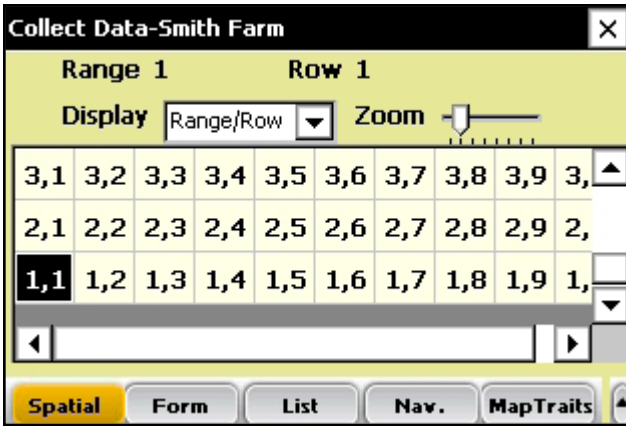 Collect Data-Smith Farm
Range 1 Row 1
Display Range/Row Zoom
3,1 3,2 3,3 3,4 3,5 3,6 3,7 3,8 3,9 3,
2,1 2,2 2,3 2,4 2,5 2,6 2,7 2,8 2,9 2,
1,1 1,2 1,3 1,4 1,5 1,6 1,7 1,8 1,9 1,
Spatial Form List Nav. MapTraits